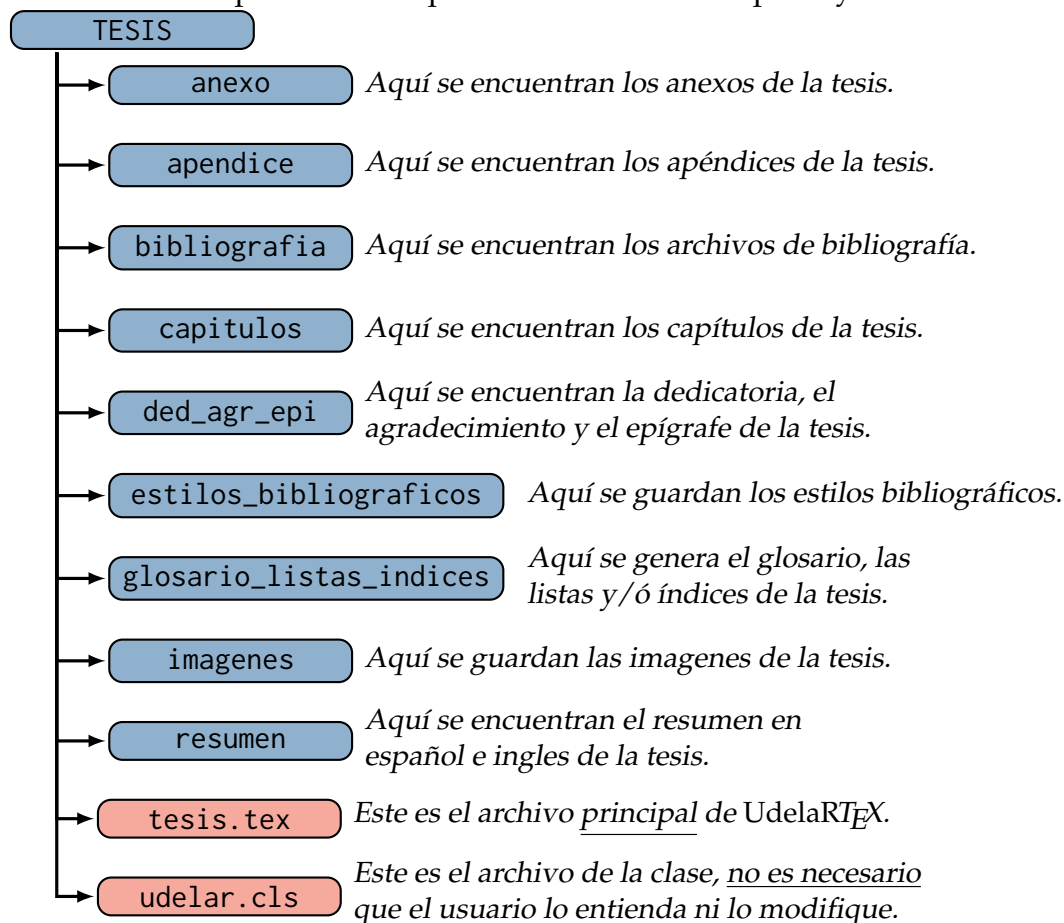 TESIS
anexo Aquí se encuentran los anexos de la tesis.
apendice Aquí se encuentran los apéndices de la tesis.
bibliografia Aquí se encuentran los archivos de bibliografía.
capitulos Aquí se encuentran los capítulos de la tesis.
ded_agr_epi Aquí se encuentran la dedicatoria, el
agradecimiento y el epígrafe de la tesis.
estilos_bibliograficos Aquí se guardan los estilos bibliográficos.
glosario_listas_indices Aquí se genera el glosario, las
listas y/ó índices de la tesis.
imagenes Aquí se guardan las imagenes de la tesis.
resumen Aquí se encuentran el resumen en
español e ingles de la tesis.
tesis.tex Este es el archivo principal de UdelaRTEX.
udelar.cls Este es el archivo de la clase, no es necesario
que el usuario lo entienda ni lo modifique.